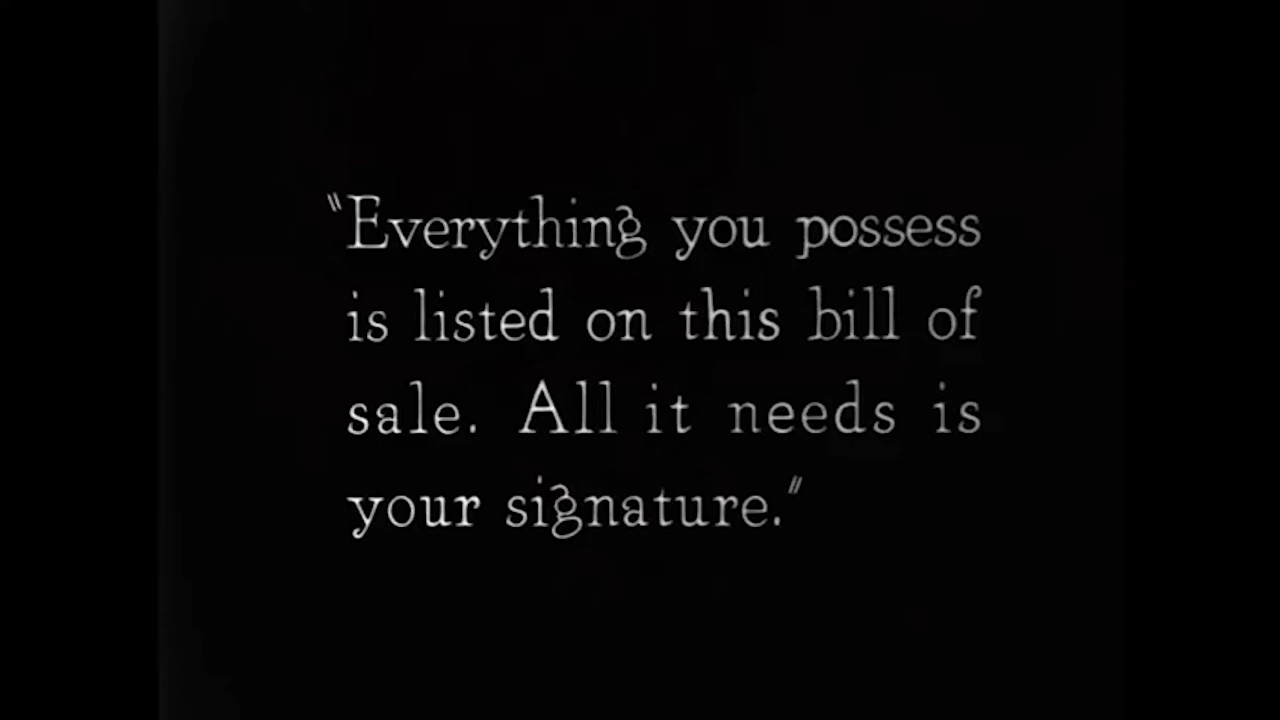 "Everything you possess
is listed on this bill of
sale. All it needs is
your signature."